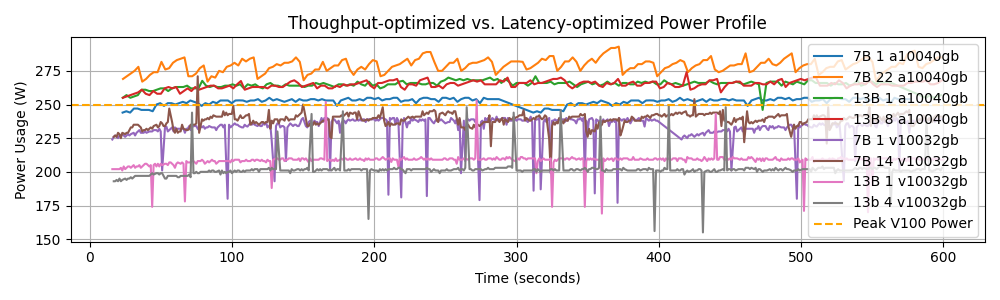 Thoughput-optimized vs. Latency-optimized Power Profile
Power Usage (W)
275
250
225
200
175
150
7B 1 a10040gb
7B 22 a10040gb
13B 1 a10040gb
13B 8 a10040gb
7B 1 v10032gb
7B 14 v10032gb
13B 1 v10032gb
13b 4 v10032gb
Peak V100 Power
0 100 200 300 400 500 600
Time (seconds)